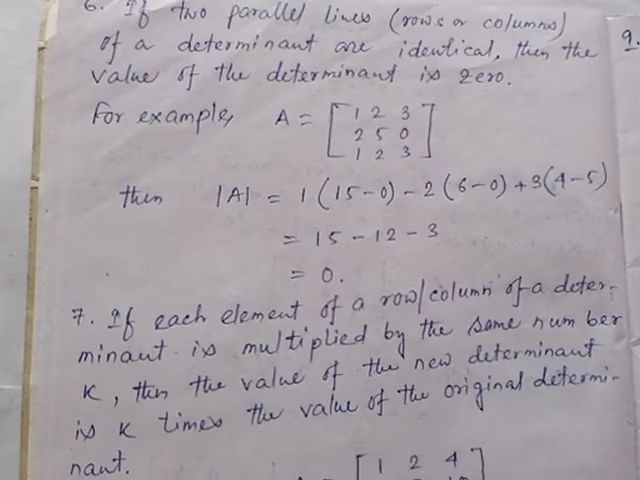 6. If two parallel lines (rows or columns)
of a determinant are identical, then the
value of the determinant is zero.
9.
For example, A = [ 1 2 3
2 5 0
1 2 3 ]
then |A| = 1 (15-0) - 2 (6-0) + 3(4-5)
= 15 - 12 - 3
= 0.
7. If each element of a row/column of a deter-
minant is multiplied by the same number
K, then the value of the new determinant
is K times the value of the original determi-
nant.
[ 1 2 4 ]